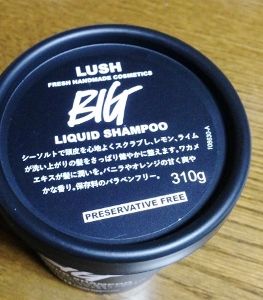 LUSH
FRESH HANDMADE COSMETICS
BIG
LIQUID SHAMPOO
シーソルトで頭皮を心地よくスクラブし、レモン、ライム
が洗い上がりの髪をさっぱり健やかに整えます。ワカメ
エキスが髪に潤いを。バニラやオレンジの甘く爽や
かな香り。保存料のパラベンフリー。
310g
PRESERVATIVE FREE
BIG